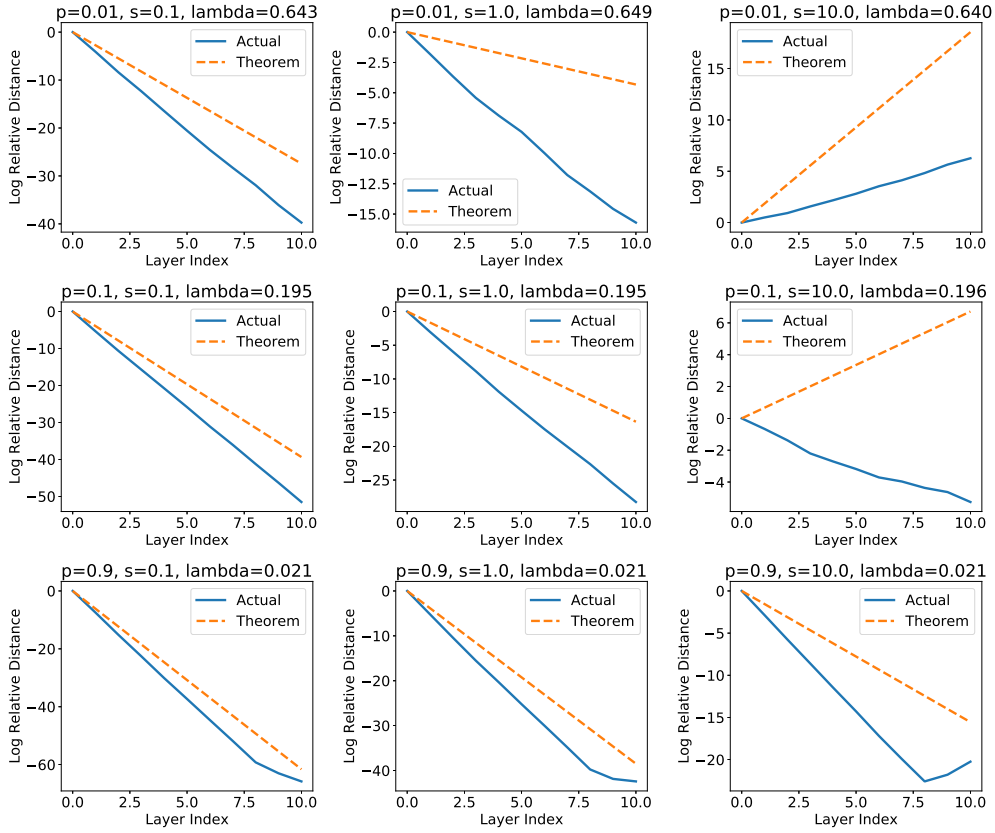 p=0.01, s=0.1, lambda=0.643
Log Relative Distance
0
−10
−20
−30
−40
Actual
Theorem
0.0 2.5 5.0 7.5 10.0
Layer Index
p=0.01, s=1.0, lambda=0.649
Log Relative Distance
0.0
−2.5
−5.0
−7.5
−10.0
−12.5
−15.0
Actual
Theorem
0.0 2.5 5.0 7.5 10.0
Layer Index
p=0.01, s=10.0, lambda=0.640
Log Relative Distance
15
10
5
0
Actual
Theorem
0.0 2.5 5.0 7.5 10.0
Layer Index
p=0.1, s=0.1, lambda=0.195
Log Relative Distance
0
−10
−20
−30
−40
−50
Actual
Theorem
0.0 2.5 5.0 7.5 10.0
Layer Index
p=0.1, s=1.0, lambda=0.195
Log Relative Distance
0
−5
−10
−15
−20
−25
Actual
Theorem
0.0 2.5 5.0 7.5 10.0
Layer Index
p=0.1, s=10.0, lambda=0.196
Log Relative Distance
6
4
2
0
−2
−4
Actual
Theorem
0.0 2.5 5.0 7.5 10.0
Layer Index
p=0.9, s=0.1, lambda=0.021
Log Relative Distance
0
−20
−40
−60
Actual
Theorem
0.0 2.5 5.0 7.5 10.0
Layer Index
p=0.9, s=1.0, lambda=0.021
Log Relative Distance
0
−10
−20
−30
−40
Actual
Theorem
0.0 2.5 5.0 7.5 10.0
Layer Index
p=0.9, s=10.0, lambda=0.021
Log Relative Distance
0
−5
−10
−15
−20
Actual
Theorem
0.0 2.5 5.0 7.5 10.0
Layer Index